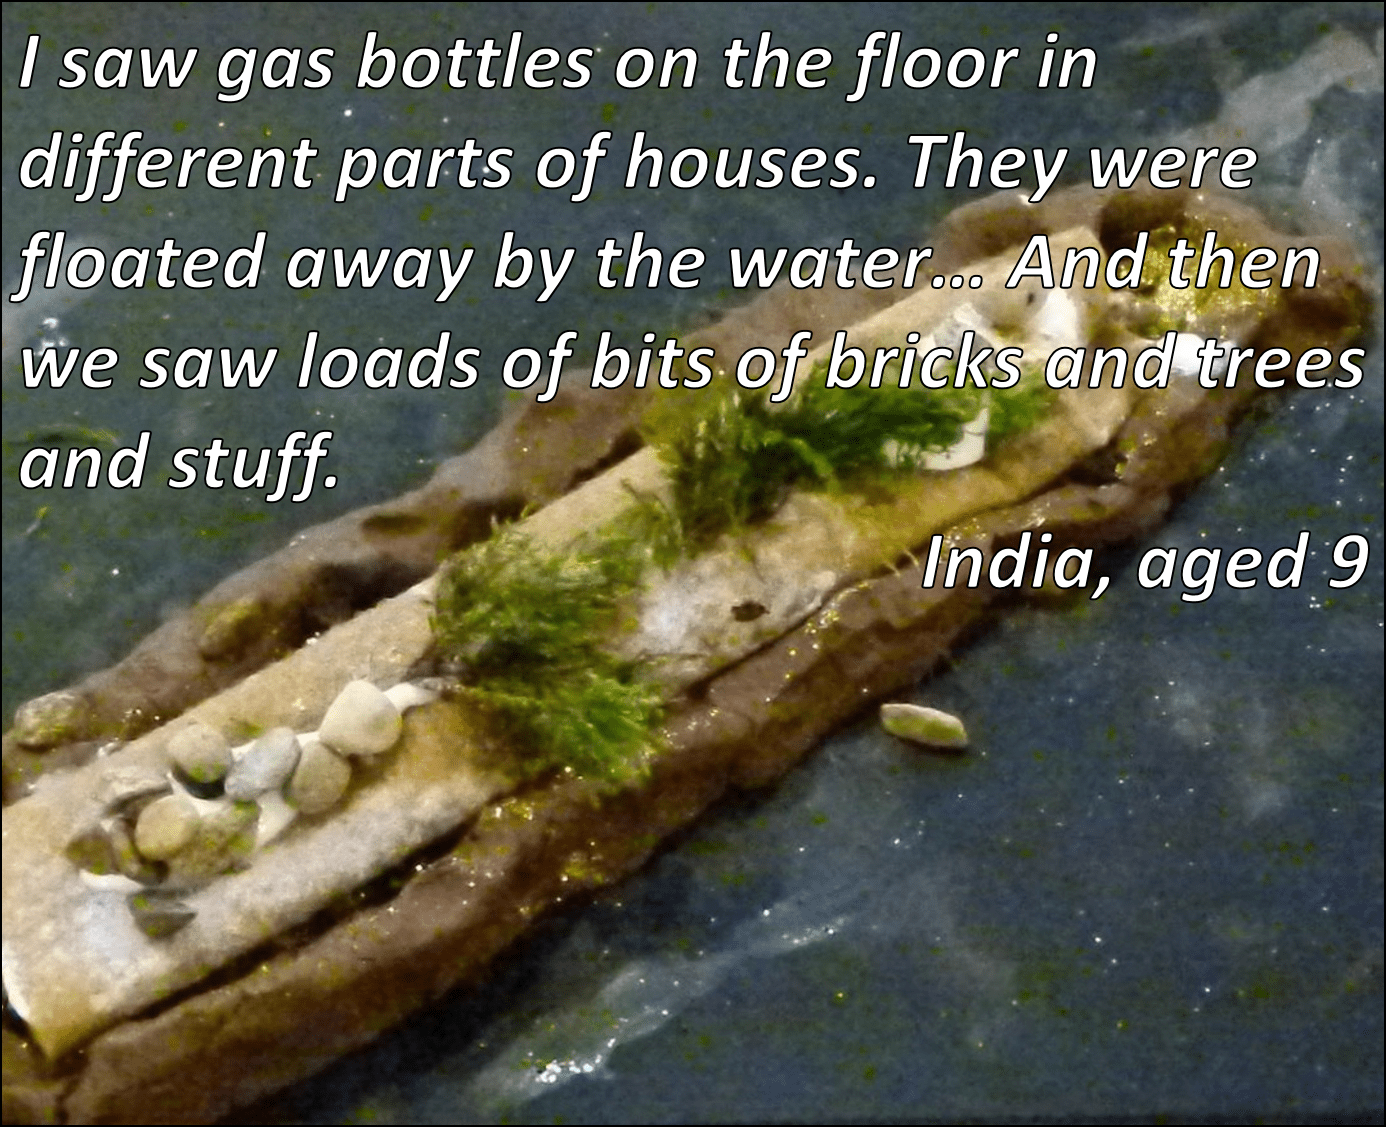 I saw gas bottles on the floor in
different parts of houses. They were
floated away by the water... And then
we saw loads of bits of bricks and trees
and stuff.
India, aged 9